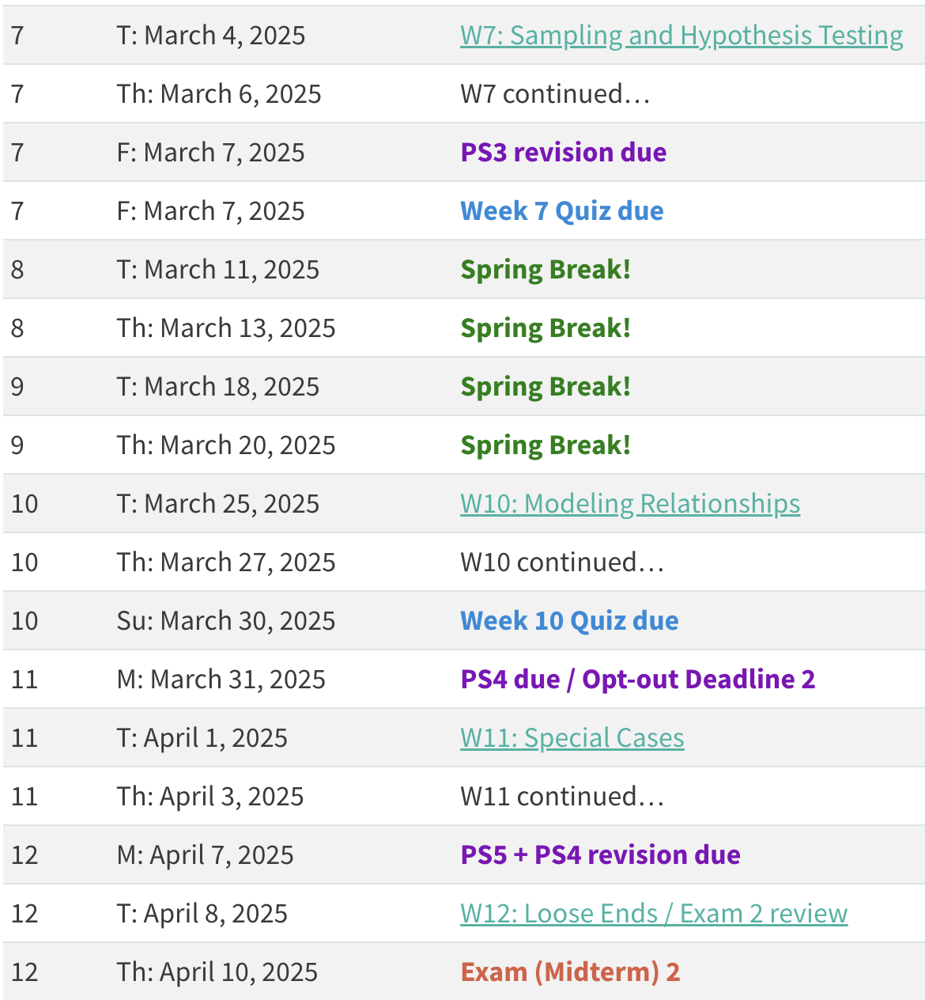 7 T: March 4, 2025 W7: Sampling and Hypothesis Testing
7 Th: March 6, 2025 W7 continued…
7 F: March 7, 2025 PS3 revision due
7 F: March 7, 2025 Week 7 Quiz due
8 T: March 11, 2025 Spring Break!
8 Th: March 13, 2025 Spring Break!
9 T: March 18, 2025 Spring Break!
9 Th: March 20, 2025 Spring Break!
10 T: March 25, 2025 W10: Modeling Relationships
10 Th: March 27, 2025 W10 continued…
10 Su: March 30, 2025 Week 10 Quiz due
11 M: March 31, 2025 PS4 due / Opt-out Deadline 2
11 T: April 1, 2025 W11: Special Cases
11 Th: April 3, 2025 W11 continued…
12 M: April 7, 2025 PS5 + PS4 revision due
12 T: April 8, 2025 W12: Loose Ends / Exam 2 review
12 Th: April 10, 2025 Exam (Midterm) 2